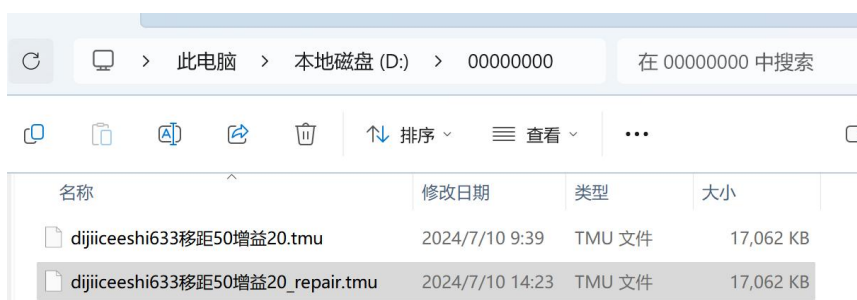 此电脑 > 本地磁盘 (D:) > 00000000 在 00000000 中搜索
排序 查看 •••
名称 修改日期 类型 大小
dijiiceeshi633移距50增益20.tmu 2024/7/10 9:39 TMU 文件 17,062 KB
dijiiceeshi633移距50增益20_repair.tmu 2024/7/10 14:23 TMU 文件 17,062 KB